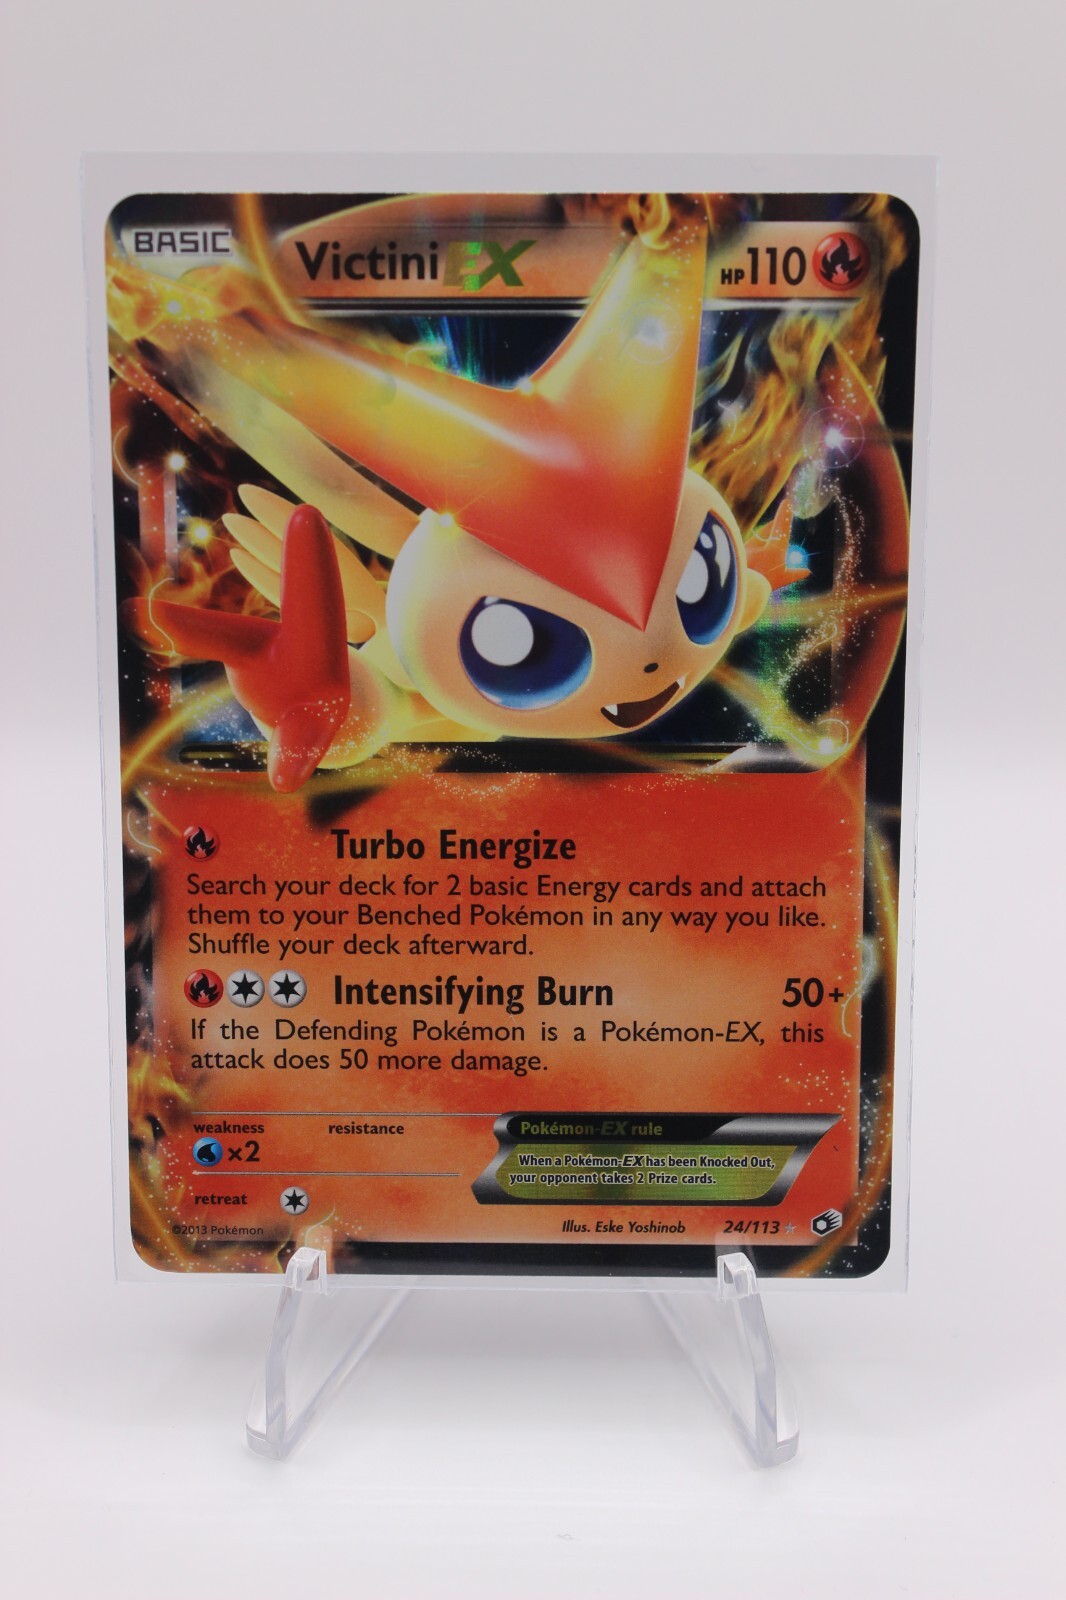 BASIC
Victini EX
HP110
Turbo Energize
Search your deck for 2 basic Energy cards and attach
them to your Benched Pokémon in any way you like.
Shuffle your deck afterward.
Intensifying Burn 50+
If the Defending Pokémon is a Pokémon-EX, this
attack does 50 more damage.
weakness
×2
resistance
retreat
Pokémon-EX rule
When a Pokémon-EX has been Knocked Out,
your opponent takes 2 Prize cards.
©2013 Pokémon
Illus. Eske Yoshinob
24/113